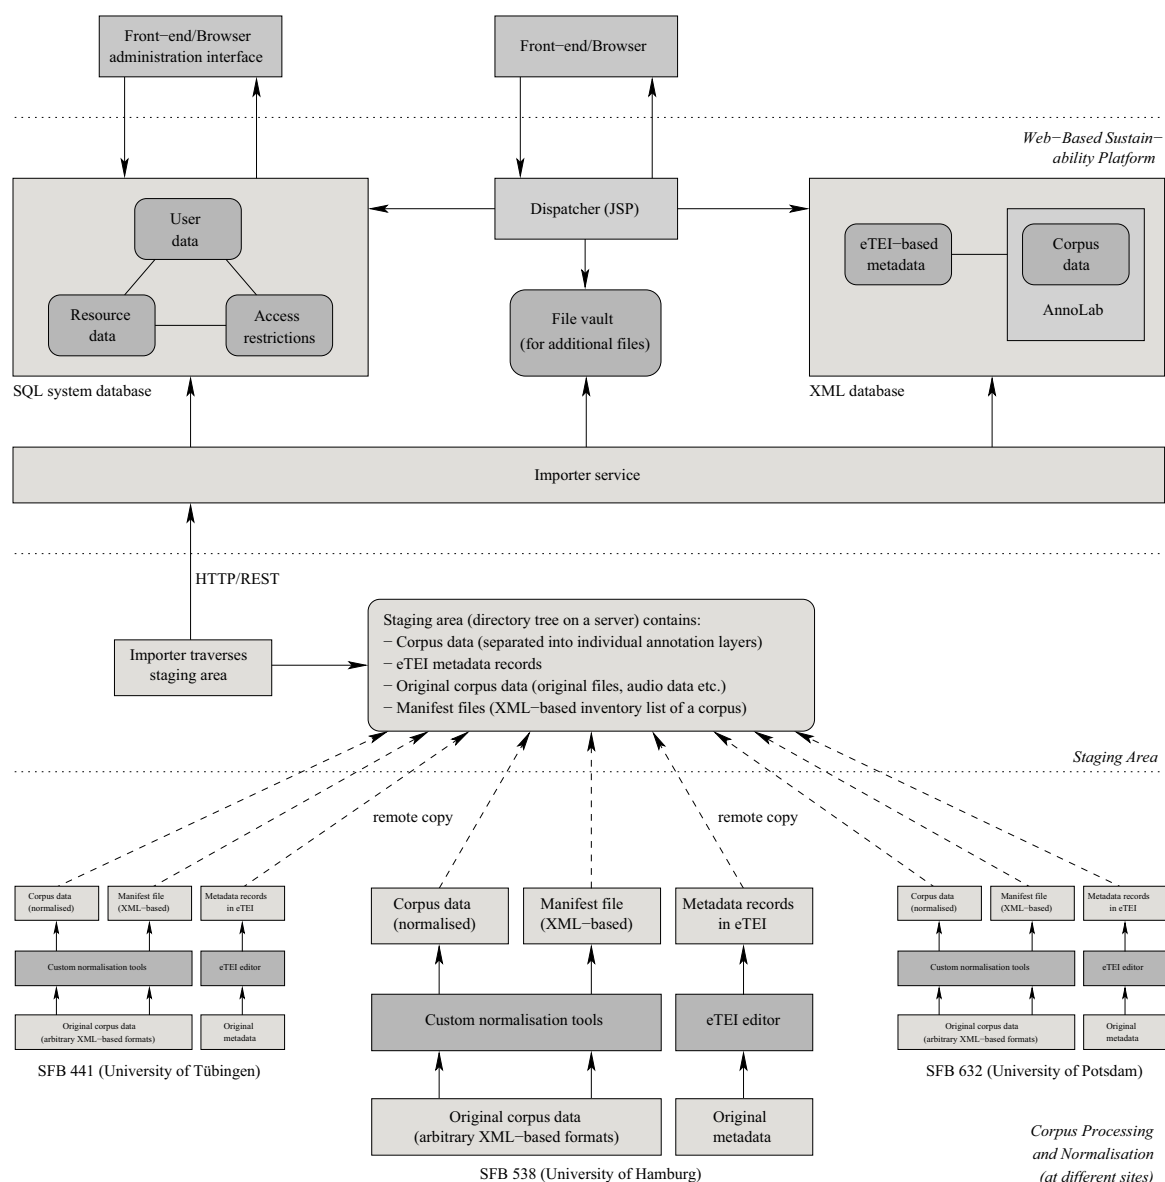 Front−end/Browser
administration interface
Front−end/Browser
Web−Based Sustain−
ability Platform
Dispatcher (JSP)
User
data
Resource
data
Access
restrictions
SQL system database
File vault
(for additional files)
eTEI−based
metadata
Corpus
data
AnnoLab
XML database
Importer service
HTTP/REST
Importer traverses
staging area
Staging area (directory tree on a server) contains:
− Corpus data (separated into individual annotation layers)
− eTEI metadata records
− Original corpus data (original files, audio data etc.)
− Manifest files (XML−based inventory list of a corpus)
Staging Area
remote copy
remote copy
Corpus data
(normalised)
Manifest file
(XML−based)
Metadata records
in eTEI
Custom normalisation tools
eTEI editor
Original corpus data
(arbitrary XML−based formats)
Original
metadata
SFB 441 (University of Tübingen)
Corpus data
(normalised)
Manifest file
(XML−based)
Metadata records
in eTEI
Custom normalisation tools
eTEI editor
Original corpus data
(arbitrary XML−based formats)
Original
metadata
SFB 538 (University of Hamburg)
Corpus data
(normalised)
Manifest file
(XML−based)
Metadata records
in eTEI
Custom normalisation tools
eTEI editor
Original corpus data
(arbitrary XML−based formats)
Original
metadata
SFB 632 (University of Potsdam)
Corpus Processing
and Normalisation
(at different sites)